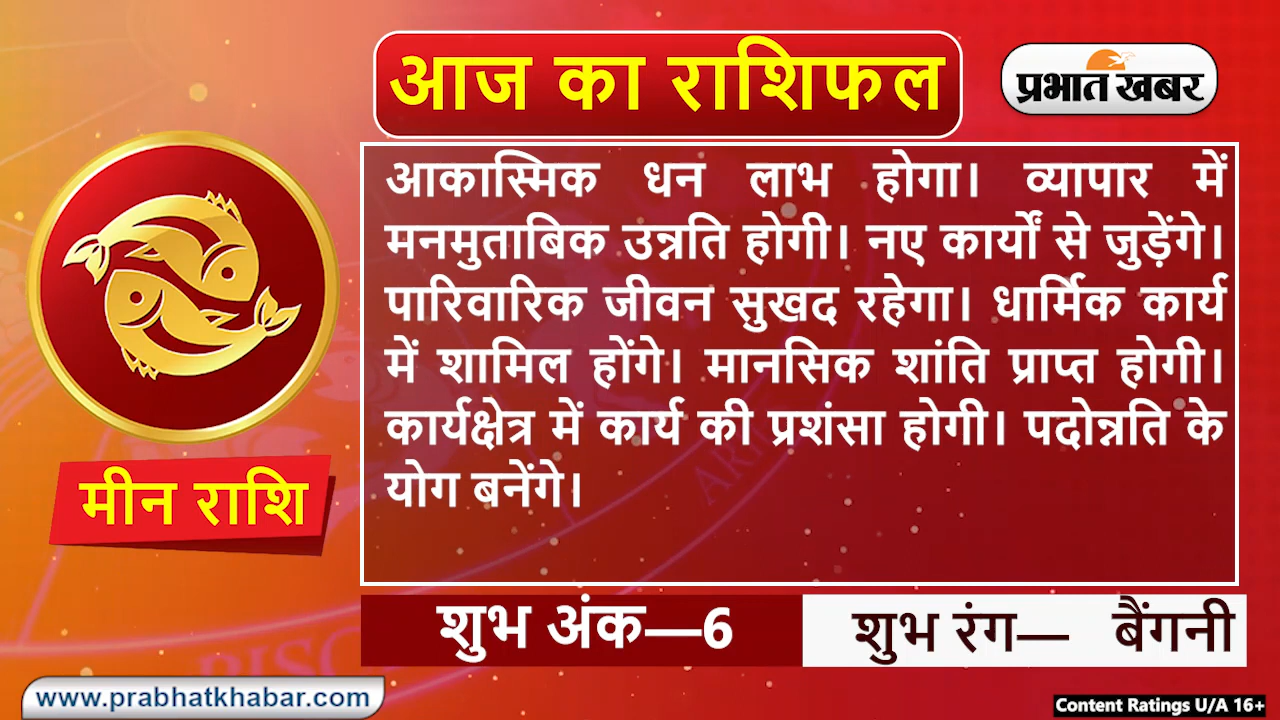 आज का राशिफल
प्रभात खबर
आकास्मिक धन लाभ होगा। व्यापार में
मनमुताबिक उन्नति होगी। नए कार्यों से जुड़ेंगे।
पारिवारिक जीवन सुखद रहेगा। धार्मिक कार्य
में शामिल होंगे। मानसिक शांति प्राप्त होगी।
कार्यक्षेत्र में कार्य की प्रशंसा होगी। पदोन्नति के
योग बनेंगे।
मीन राशि
शुभ अंक—6
शुभ रंग— बैंगनी
www.prabhatkhabar.com
Content Ratings U/A 16+